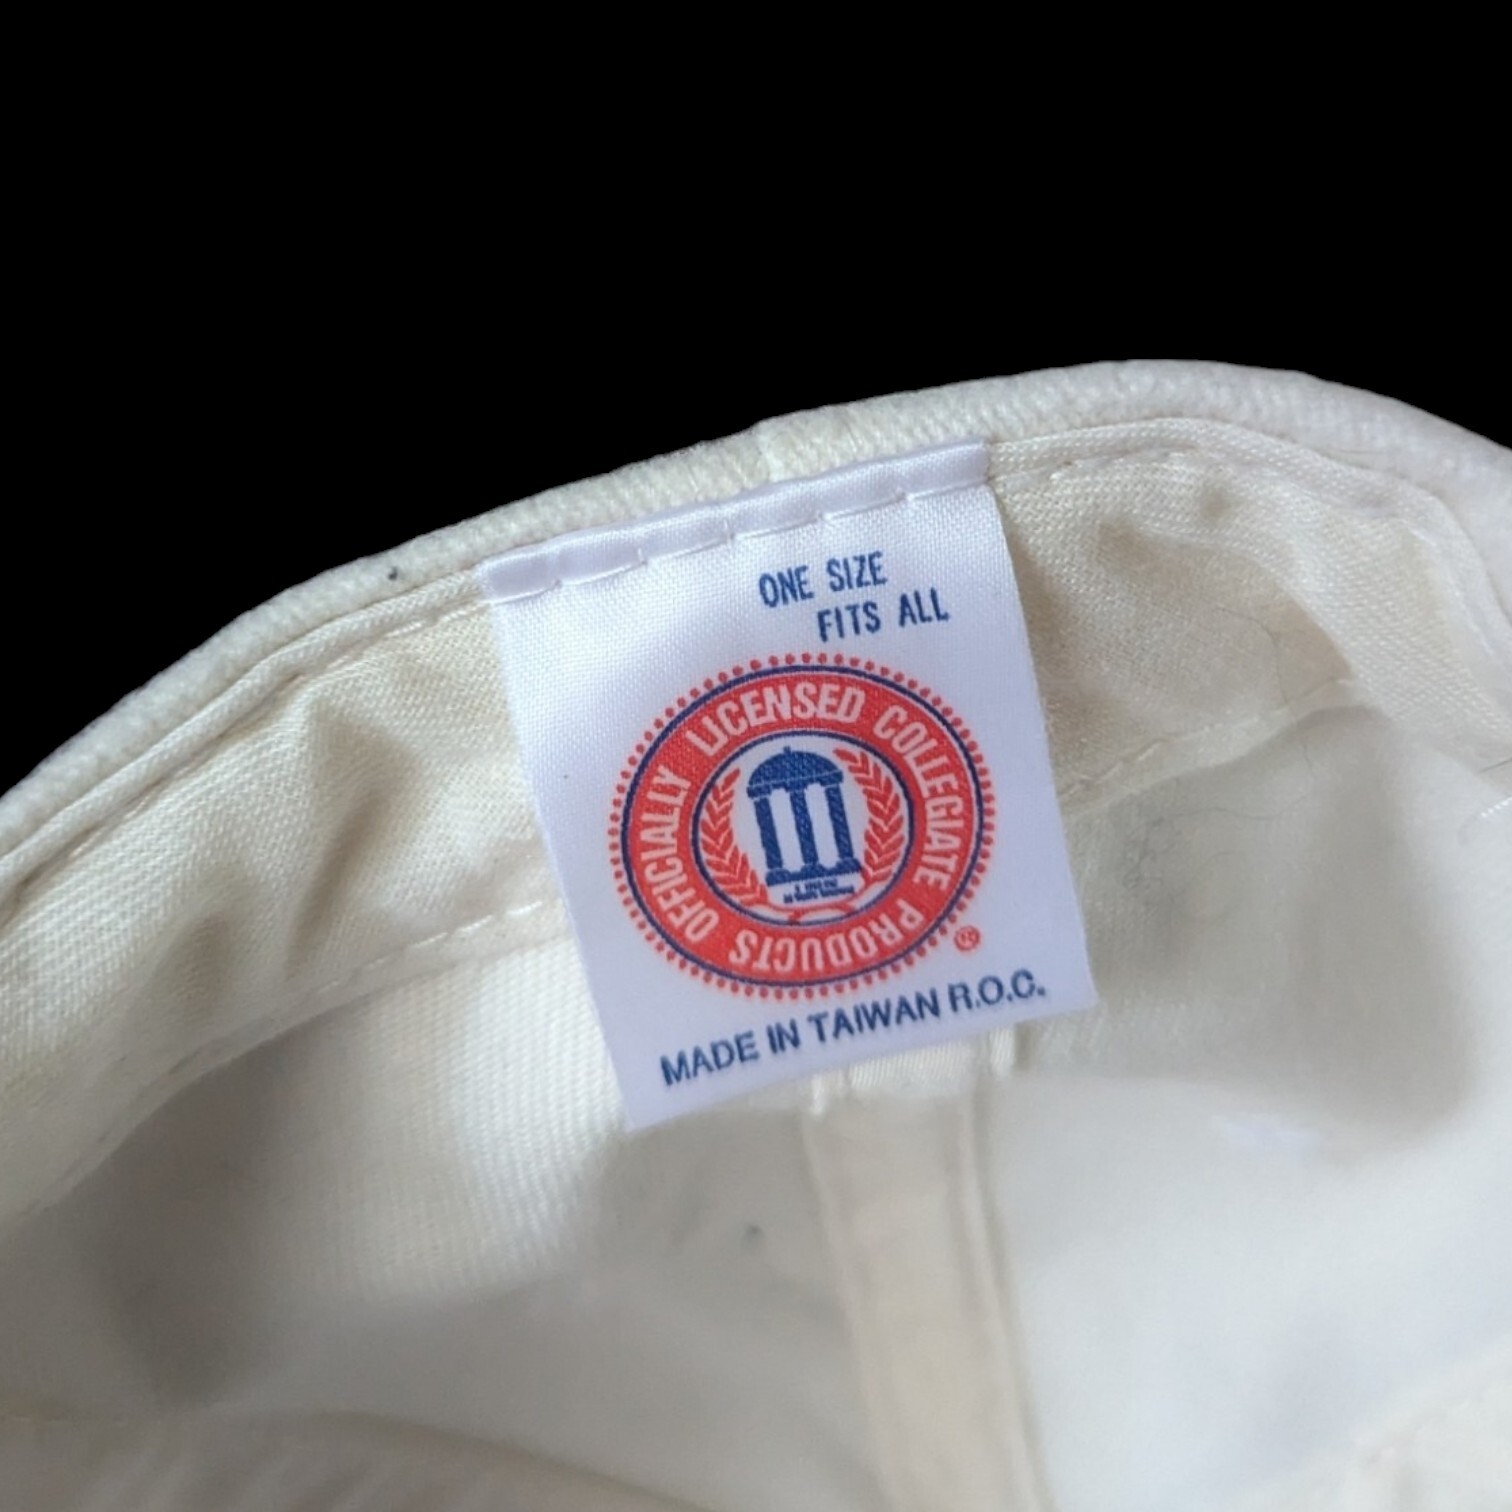 ONE SIZE
FITS ALL
OFFICIALLY LICENSED COLLEGIATE PRODUCTS
®
MADE IN TAIWAN R.O.C.